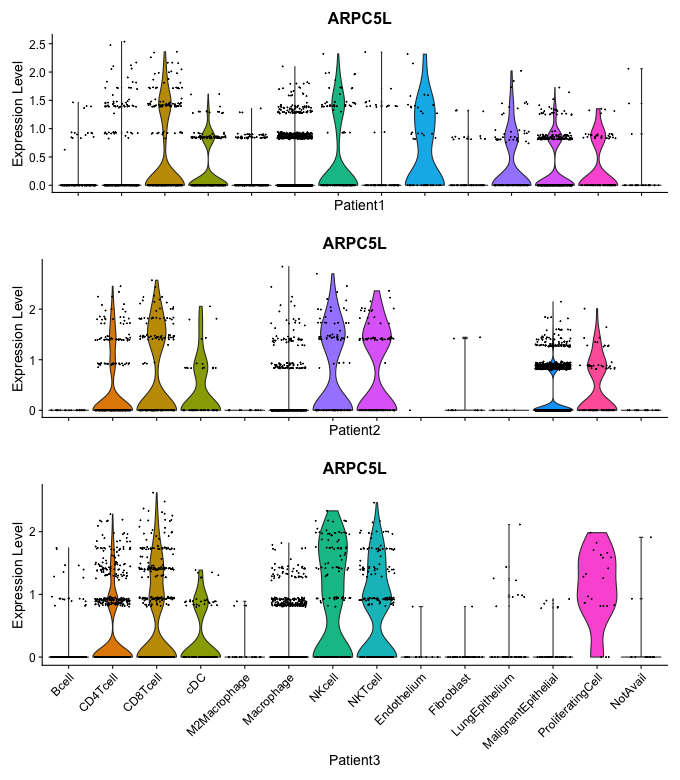 ARPC5L
Expression Level
2.5
2.0
1.5
1.0
0.5
0.0
Patient1
ARPC5L
Expression Level
2
1
0
Patient2
ARPC5L
Expression Level
2
1
0
Bcell
CD4Tcell
CD8Tcell
cDC
M2Macrophage
Macrophage
NKcell
NKTcell
Endothelium
Fibroblast
LungEpithelium
MalignantEpithelial
ProliferatingCell
NotAvail
Patient3